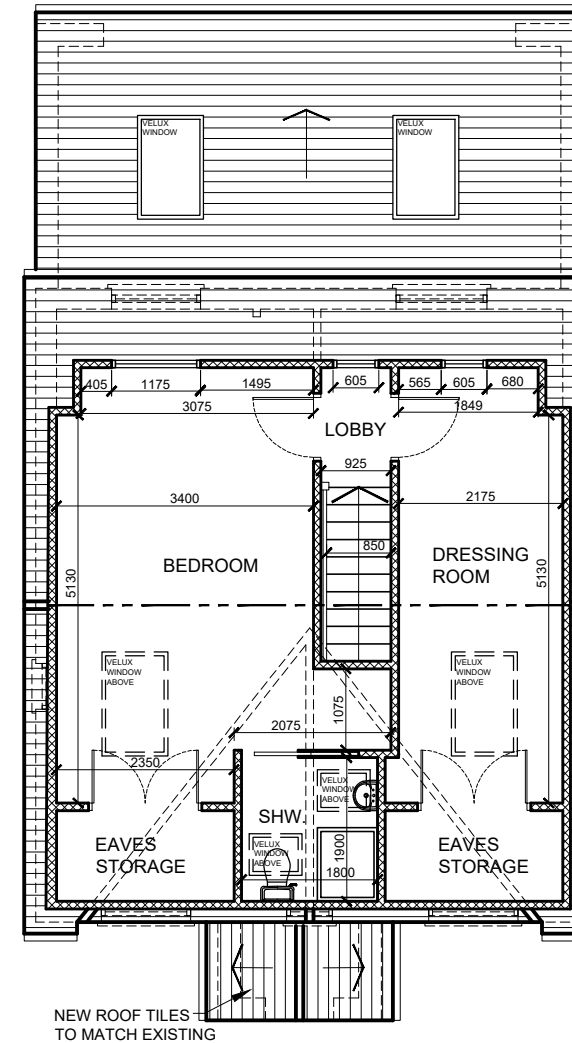 VELUX
WINDOW
VELUX
WINDOW
405
1175
1495
605
565
605
680
3075
1849
LOBBY
925
3400
2175
850
BEDROOM
DRESSING
ROOM
5130
5130
VELUX
WINDOW
ABOVE
VELUX
WINDOW
ABOVE
1075
2075
2350
VELUX
WINDOW
ABOVE
SHW.
EAVES
STORAGE
VELUX
WINDOW
ABOVE
1900
1800
EAVES
STORAGE
NEW ROOF TILES
TO MATCH EXISTING